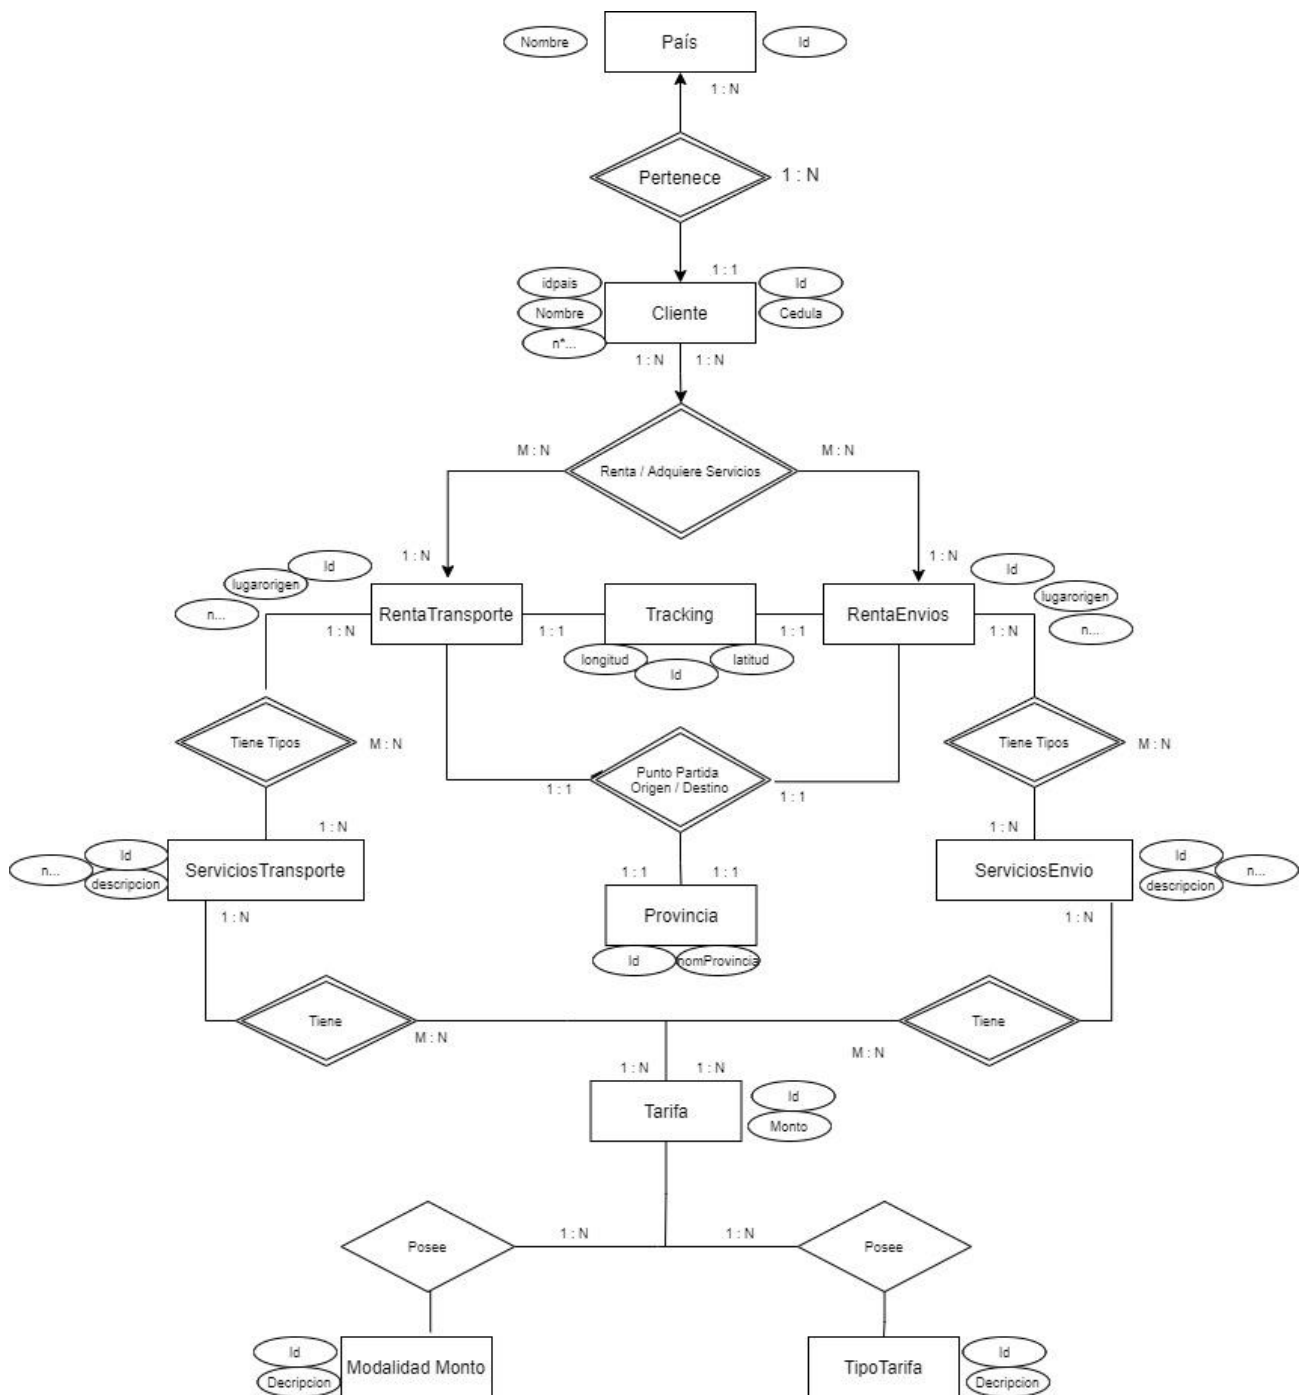 Nombre
País
Id
1 : N
Pertenece
1 : N
1 : 1
idpais
Id
Nombre
Cliente
Cedula
n*...
1 : N
1 : N
M : N
M : N
Renta / Adquiere Servicios
1 : N
1 : N
Id
Id
lugarorigen
lugarorigen
n...
RentaTransporte
Tracking
RentaEnvios
n...
1 : N
1 : 1
1 : 1
1 : N
longitud
latitud
Id
Tiene Tipos
M : N
Punto Partida
Origen / Destino
Tiene Tipos
M : N
1 : 1
1 : 1
1 : N
1 : N
Id
Id
n...
ServiciosTransporte
1 : 1
1 : 1
ServiciosEnvio
n...
descripcion
descripcion
1 : N
Provincia
1 : N
Id
nomProvincia
Tiene
Tiene
M : N
M : N
1 : N
1 : N
Id
Tarifa
Monto
1 : N
1 : N
Posee
Posee
Id
Id
Modalidad Monto
TipoTarifa
Decripcion
Decripcion